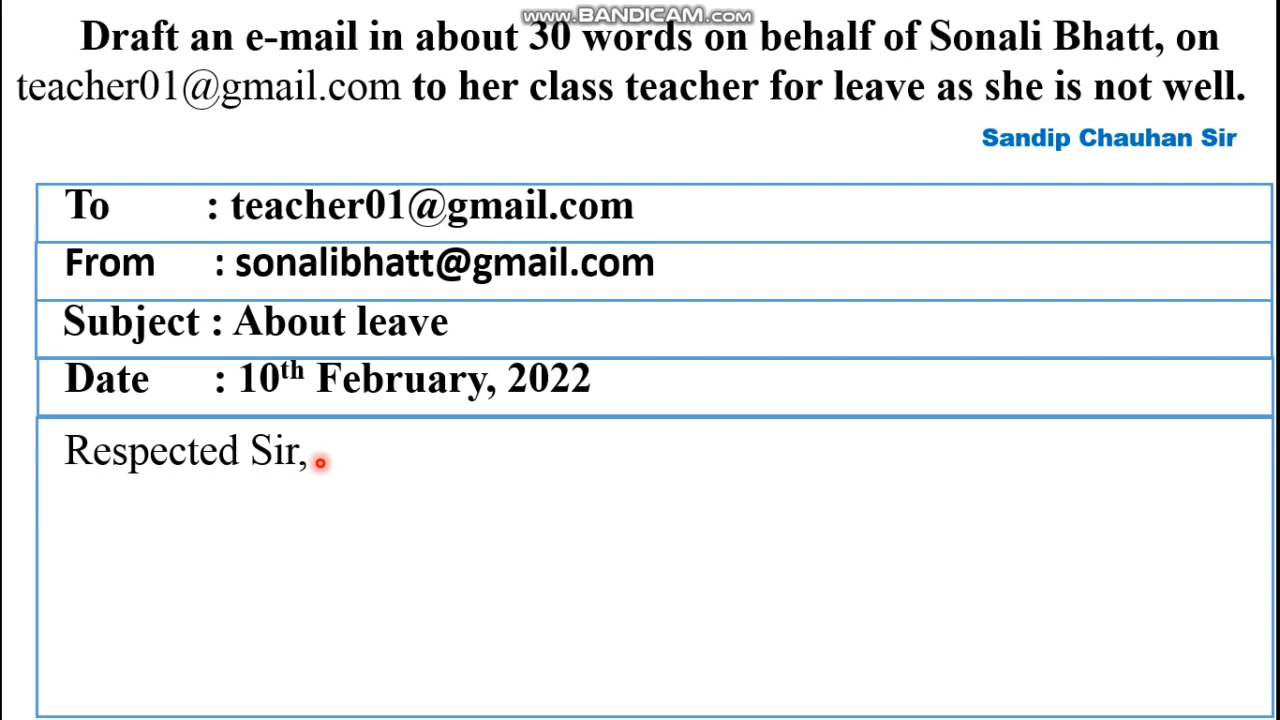 www.BANDICAM.com
Draft an e-mail in about 30 words on behalf of Sonali Bhatt, on
teacher01@gmail.com to her class teacher for leave as she is not well.
Sandip Chauhan Sir
To : teacher01@gmail.com
From : sonalibhatt@gmail.com
Subject : About leave
Date : 10th February, 2022
Respected Sir,